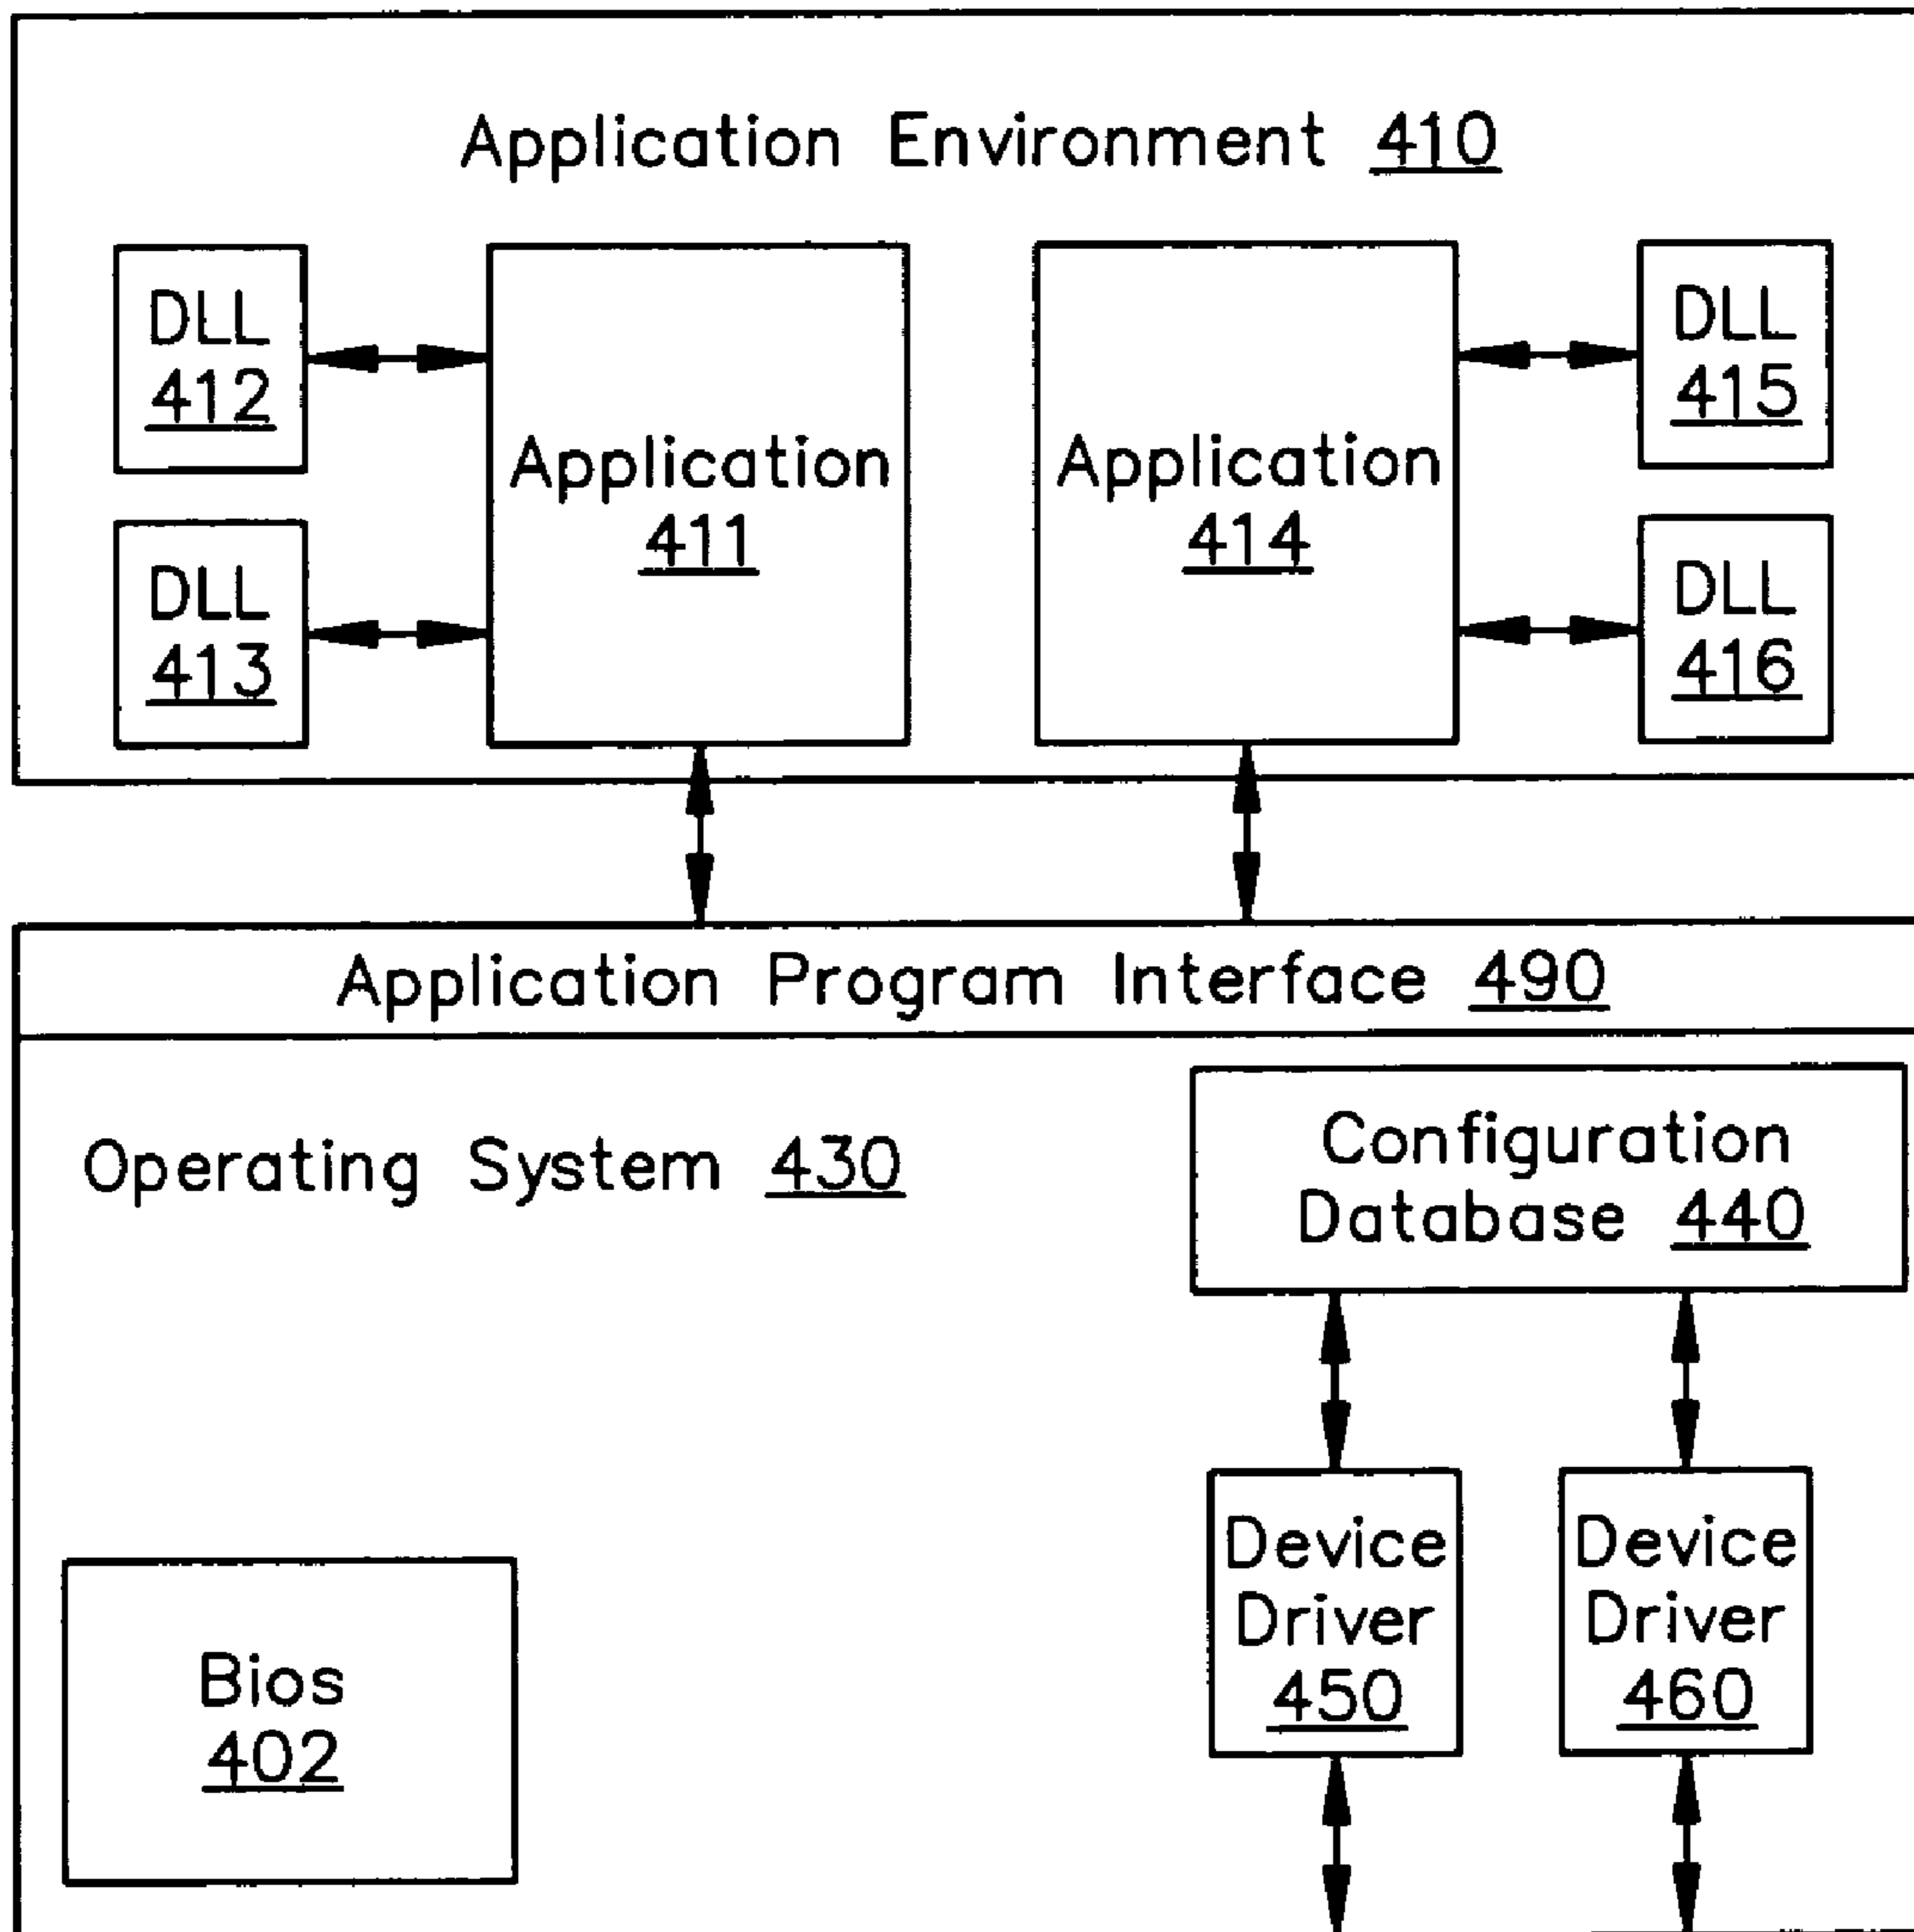 Application Environment 410
DLL
412
DLL
413
Application
411
Application
414
DLL
415
DLL
416
Application Program Interface 490
Operating System 430
Configuration
Database 440
Device
Driver
450
Device
Driver
460
Bios
402